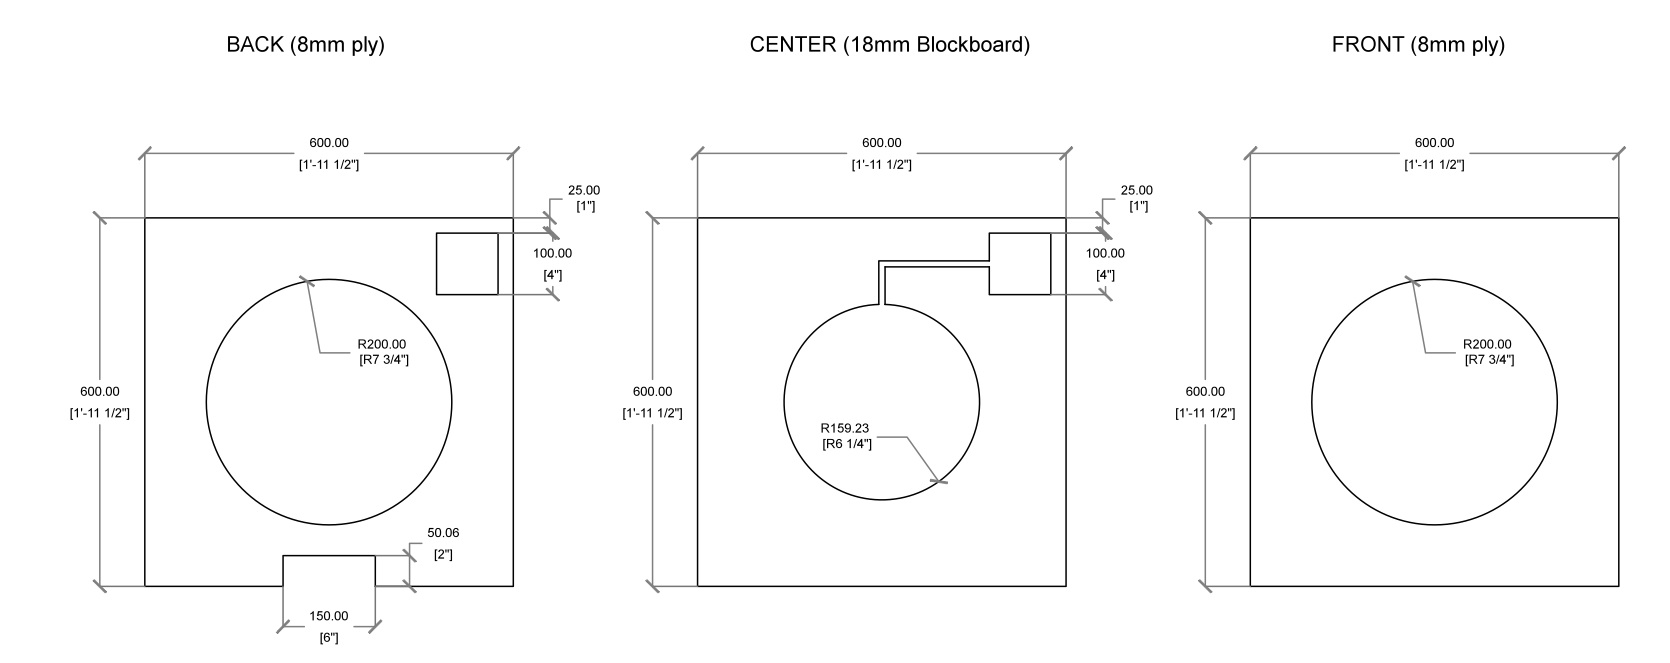 BACK (8mm ply)
CENTER (18mm Blockboard)
FRONT (8mm ply)
600.00
[1'-11 1/2"]
25.00
[1"]
100.00
[4"]
R200.00
[R7 3/4"]
600.00
[1'-11 1/2"]
50.06
[2"]
150.00
[6"]
600.00
[1'-11 1/2"]
25.00
[1"]
100.00
[4"]
600.00
[1'-11 1/2"]
R159.23
[R6 1/4"]
600.00
[1'-11 1/2"]
R200.00
[R7 3/4"]
600.00
[1'-11 1/2"]